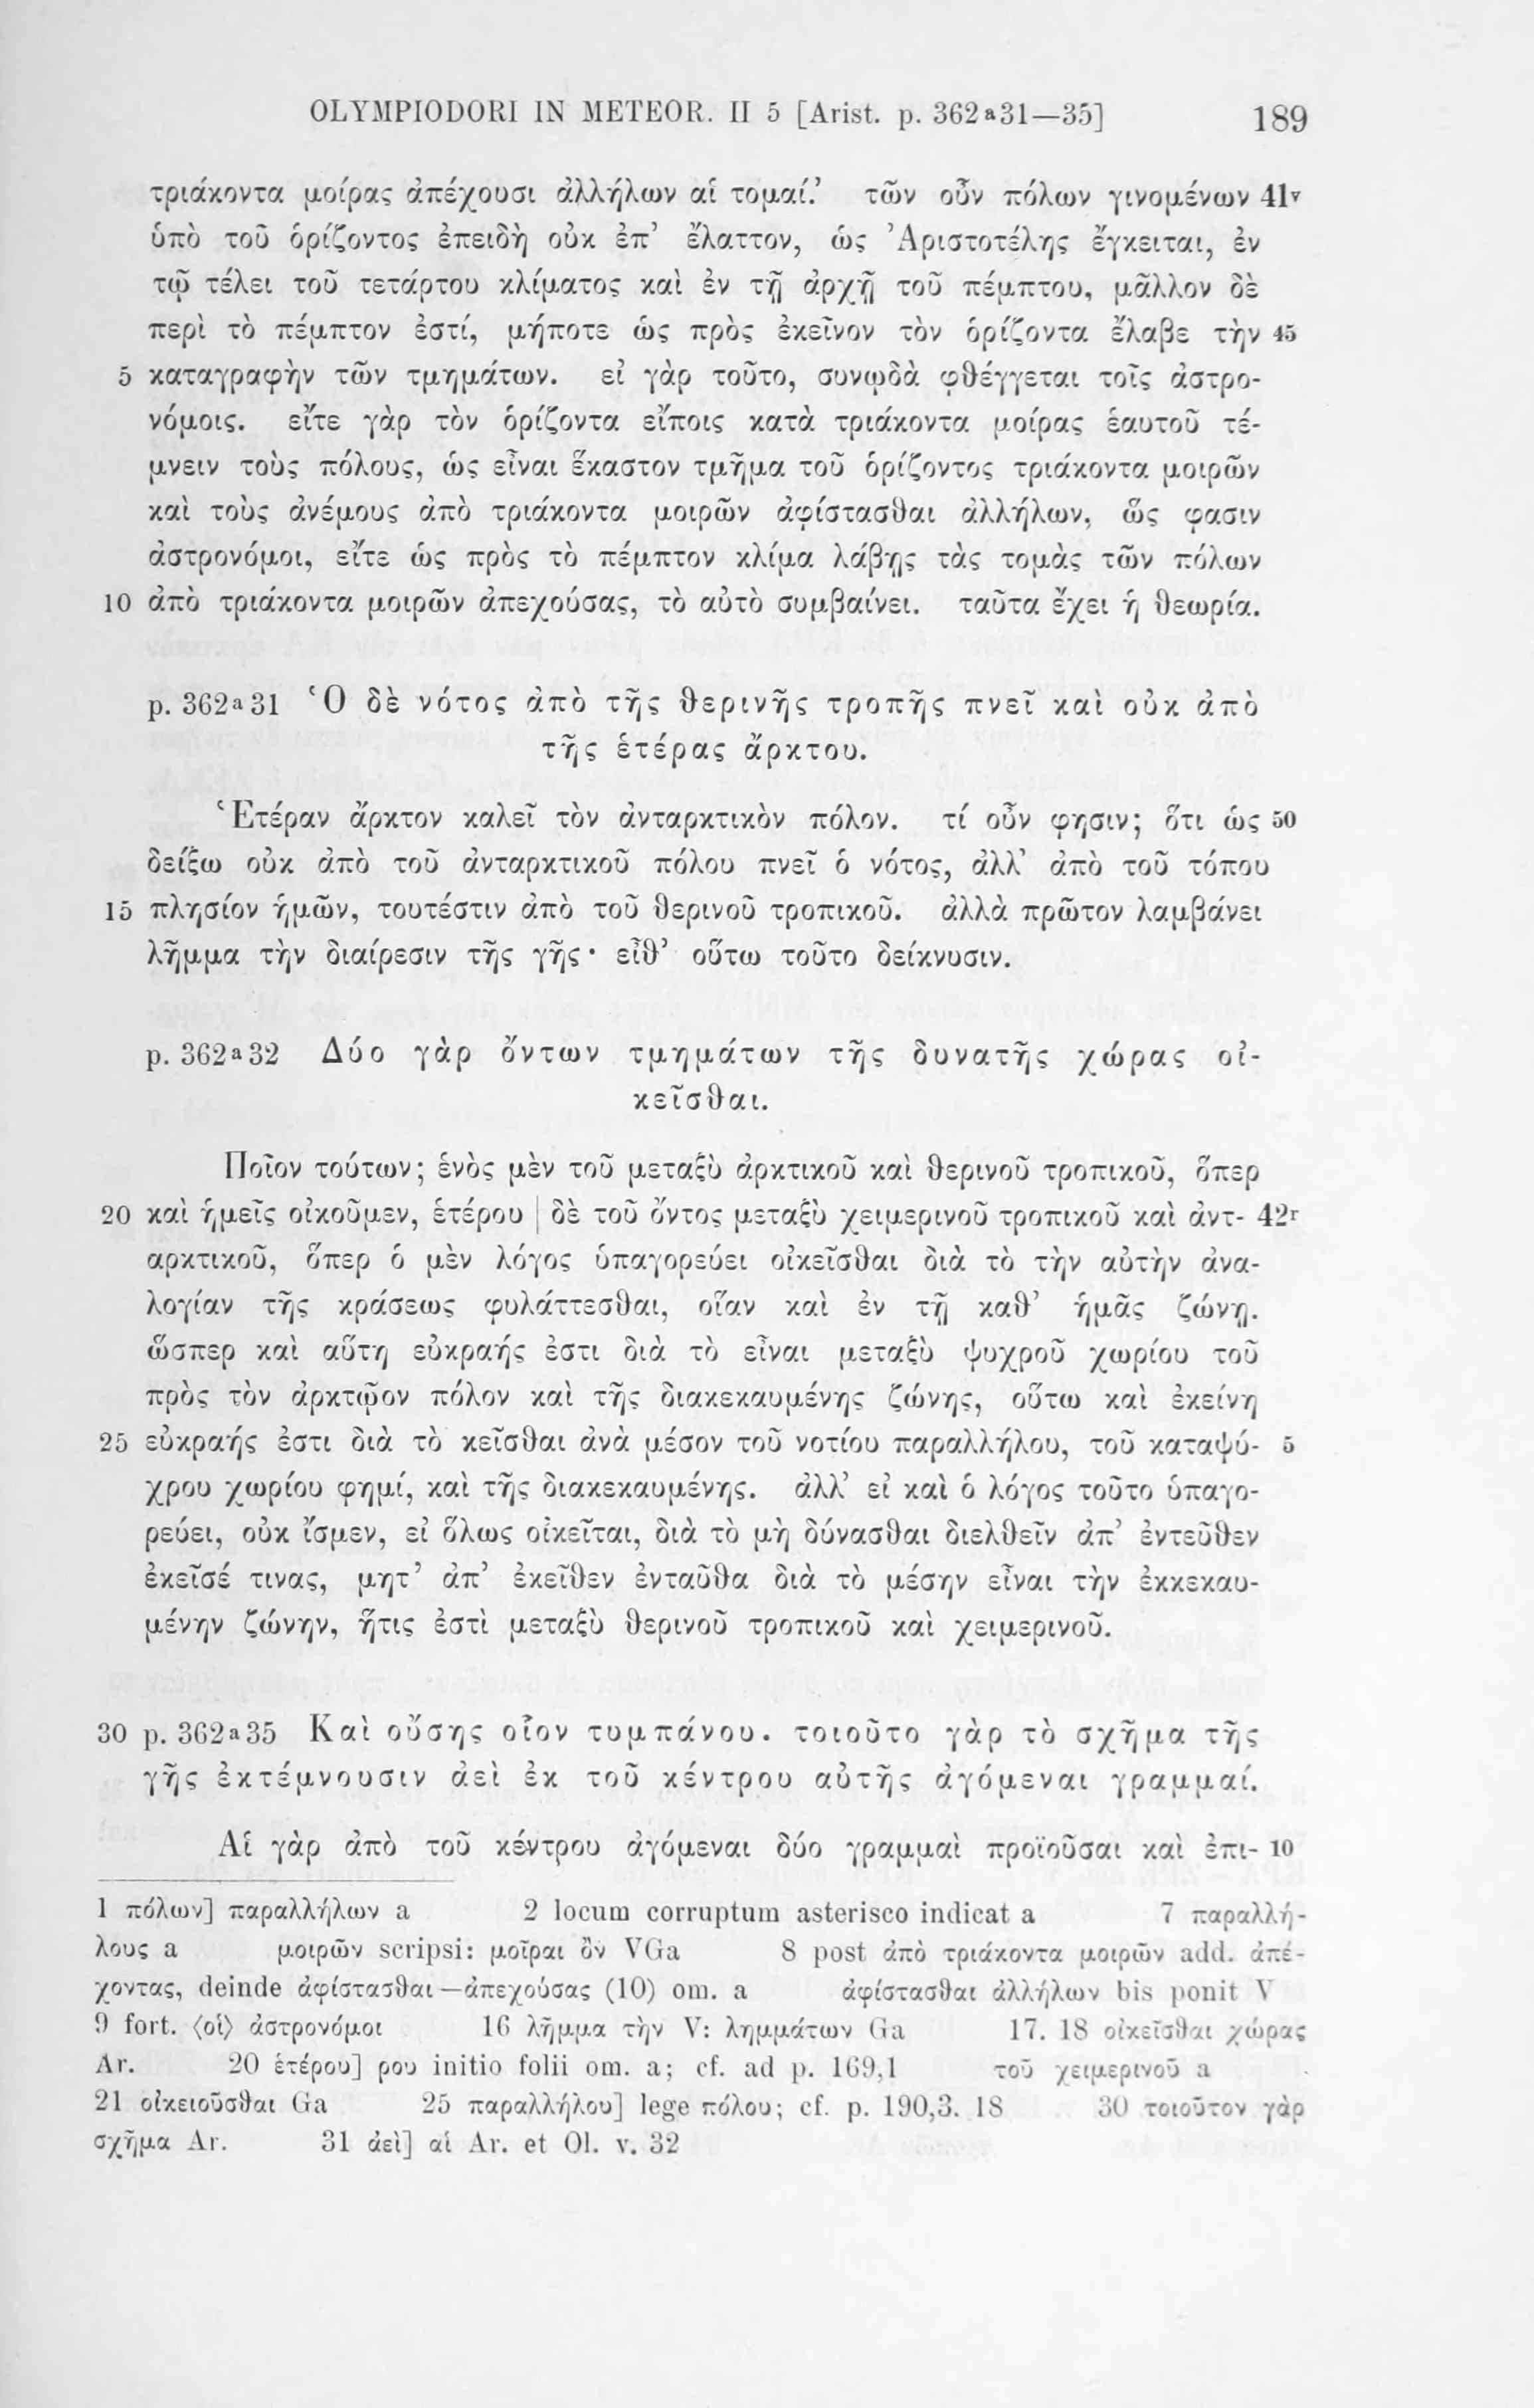 OLYMPIODORI IN METEOR. II 5 [Arist. p. 362ᵃ31—35] 189
τριάκοντα μοίρας ἀπέχουσι ἀλλήλων αἱ τομαί.’ τῶν οὖν πόλων γινομένων 41ᵛ
ὑπὸ τοῦ ὁρίζοντος ἐπειδὴ οὐκ ἐπ’ ἔλαττον, ὡς Ἀριστοτέλης ἔγκειται, ἐν
τῷ τέλει τοῦ τετάρτου κλίματος καὶ ἐν τῇ ἀρχῇ τοῦ πέμπτου, μᾶλλον δὲ
περὶ τὸ πέμπτον ἐστί, μήποτε ὡς πρὸς ἐκεῖνον τὸν ὁρίζοντα ἔλαβε τὴν 45
5 καταγραφὴν τῶν τμημάτων. εἰ γὰρ τοῦτο, συνῳδὰ φθέγγεται τοῖς ἀστρο-
νόμοις. εἴτε γὰρ τὸν ὁρίζοντα εἴποις κατὰ τριάκοντα μοίρας ἑαυτοῦ τέ-
μνειν τοὺς πόλους, ὡς εἶναι ἕκαστον τμῆμα τοῦ ὁρίζοντος τριάκοντα μοιρῶν
καὶ τοὺς ἀνέμους ἀπὸ τριάκοντα μοιρῶν ἀφίστασθαι ἀλλήλων, ὥς φασιν
ἀστρονόμοι, εἴτε ὡς πρὸς τὸ πέμπτον κλίμα λάβῃς τὰς τομὰς τῶν πόλων
10 ἀπὸ τριάκοντα μοιρῶν ἀπεχούσας, τὸ αὐτὸ συμβαίνει. ταῦτα ἔχει ἡ θεωρία.
p. 362ᵃ31 Ὁ δὲ νότος ἀπὸ τῆς θερινῆς τροπῆς πνεῖ καὶ οὐκ ἀπὸ
τῆς ἑτέρας ἄρκτου.
Ἑτέραν ἄρκτον καλεῖ τὸν ἀνταρκτικὸν πόλον. τί οὖν φησιν; ὅτι ὡς 50
δείξω οὐκ ἀπὸ τοῦ ἀνταρκτικοῦ πόλου πνεῖ ὁ νότος, ἀλλ’ ἀπὸ τοῦ τόπου
15 πλησίον ἡμῶν, τουτέστιν ἀπὸ τοῦ θερινοῦ τροπικοῦ. ἀλλὰ πρῶτον λαμβάνει
λῆμμα τὴν διαίρεσιν τῆς γῆς· εἶθ’ οὕτω τοῦτο δείκνυσιν.
p. 362ᵃ32 Δύο γὰρ ὄντων τμημάτων τῆς δυνατῆς χώρας οἰ-
κεῖσθαι.
Ποῖον τούτων; ἑνὸς μὲν τοῦ μεταξὺ ἀρκτικοῦ καὶ θερινοῦ τροπικοῦ, ὅπερ
20 καὶ ἡμεῖς οἰκοῦμεν, ἑτέρου | δὲ τοῦ ὄντος μεταξὺ χειμερινοῦ τροπικοῦ καὶ ἀντ- 42ʳ
αρκτικοῦ, ὅπερ ὁ μὲν λόγος ὑπαγορεύει οἰκεῖσθαι διὰ τὸ τὴν αὐτὴν ἀνα-
λογίαν τῆς κράσεως φυλάττεσθαι, οἵαν καὶ ἐν τῇ καθ’ ἡμᾶς ζώνῃ.
ὥσπερ καὶ αὕτη εὐκραής ἐστι διὰ τὸ εἶναι μεταξὺ ψυχροῦ χωρίου τοῦ
πρὸς τὸν ἀρκτῷον πόλον καὶ τῆς διακεκαυμένης ζώνης, οὕτω καὶ ἐκείνη
25 εὐκραής ἐστι διὰ τὸ κεῖσθαι ἀνὰ μέσον τοῦ νοτίου παραλλήλου, τοῦ καταψύ- 5
χρου χωρίου φημί, καὶ τῆς διακεκαυμένης. ἀλλ’ εἰ καὶ ὁ λόγος τοῦτο ὑπαγο-
ρεύει, οὐκ ἴσμεν, εἰ ὅλως οἰκεῖται, διὰ τὸ μὴ δύνασθαι διελθεῖν ἀπ’ ἐντεῦθεν
ἐκεῖσέ τινας, μητ’ ἀπ’ ἐκεῖθεν ἐνταῦθα διὰ τὸ μέσην εἶναι τὴν ἐκκεκαυ-
μένην ζώνην, ἥτις ἐστὶ μεταξὺ θερινοῦ τροπικοῦ καὶ χειμερινοῦ.
30 p. 362ᵃ35 Καὶ οὔσης οἷον τυμπάνου. τοιοῦτο γὰρ τὸ σχῆμα τῆς
γῆς ἐκτέμνουσιν ἀεὶ ἐκ τοῦ κέντρου αὐτῆς ἀγόμεναι γραμμαί.
Αἱ γὰρ ἀπὸ τοῦ κέντρου ἀγόμεναι δύο γραμμαὶ προϊοῦσαι καὶ ἐπι- 10
1 πόλων] παραλλήλων a 2 locum corruptum asterisco indicat a 7 παραλλή-
λους a μοιρῶν scripsi: μοῖραι ὃν VGa 8 post ἀπὸ τριάκοντα μοιρῶν add. ἀπέ-
χοντας, deinde ἀφίστασθαι—ἀπεχούσας (10) om. a ἀφίστασθαι ἀλλήλων bis ponit V
9 fort. ⟨οἱ⟩ ἀστρονόμοι 16 λῆμμα τὴν V: λημμάτων Ga 17. 18 οἰκεῖσθαι χώρας
Ar. 20 ἑτέρου] ρου initio folii om. a; cf. ad p. 169,1 τοῦ χειμερινοῦ a
21 οἰκειοῦσθαι Ga 25 παραλλήλου] lege πόλου; cf. p. 190,3. 18 30 τοιοῦτον γὰρ
σχῆμα Ar. 31 ἀεὶ] αἱ Ar. et Ol. v. 32